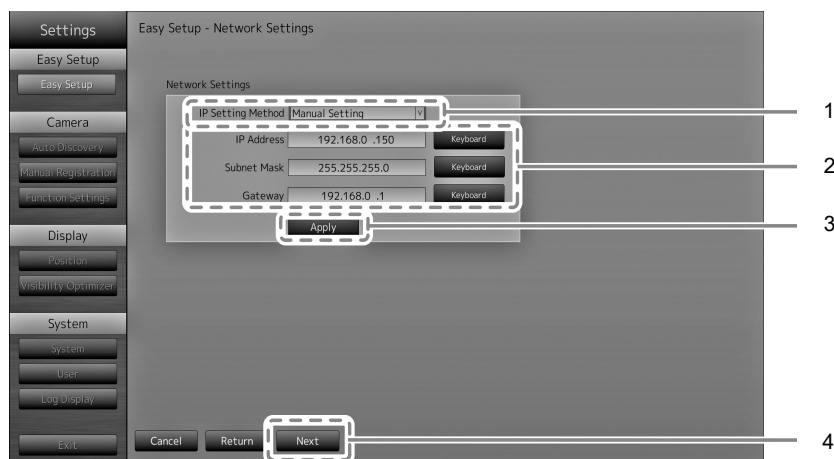 Settings
Easy Setup - Network Settings
Easy Setup
Easy Setup
Camera
Auto Discovery
Manual Registration
Function Settings
Display
Position
Visibility Optimizer
System
System
User
Log Display
Exit
Network Settings
IP Setting Method Manual Setting
IP Address 192.168.0 .150 Keyboard
Subnet Mask 255.255.255.0 Keyboard
Gateway 192.168.0 .1 Keyboard
Apply
Cancel Return Next
1
2
3
4